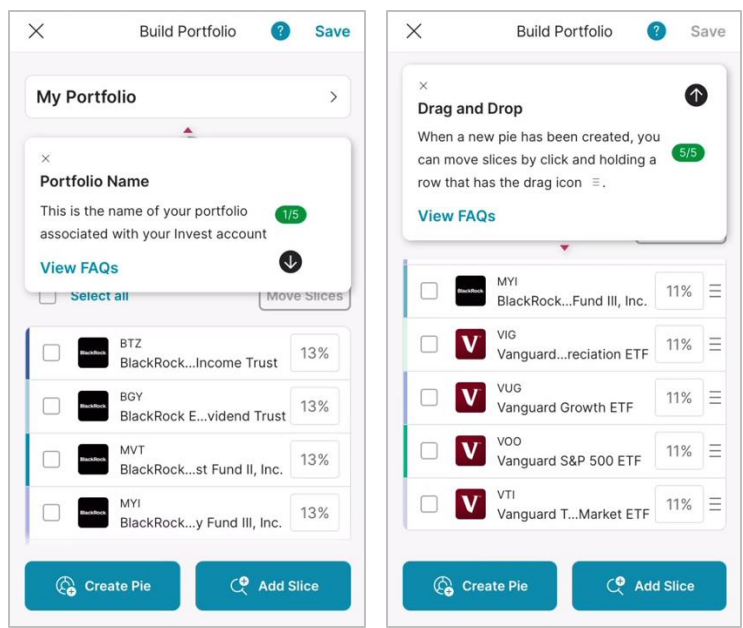 Build Portfolio ? Save
My Portfolio
Portfolio Name
This is the name of your portfolio
associated with your Invest account
1/5
View FAQs
Select all
Move Slices
BlackRock
BTZ
BlackRock...Income Trust
13%
BlackRock
BGY
BlackRock E...vidend Trust
13%
BlackRock
MVT
BlackRock...st Fund II, Inc.
13%
BlackRock
MYI
BlackRock...y Fund III, Inc.
13%
Create Pie
Add Slice
Build Portfolio ? Save
Drag and Drop
When a new pie has been created, you
can move slices by click and holding a
row that has the drag icon .
5/5
View FAQs
BlackRock
MYI
BlackRock...Fund III, Inc.
11%
V
VIG
Vanguard...reciation ETF
11%
V
VUG
Vanguard Growth ETF
11%
V
VOO
Vanguard S&P 500 ETF
11%
V
VTI
Vanguard T...Market ETF
11%
Create Pie
Add Slice